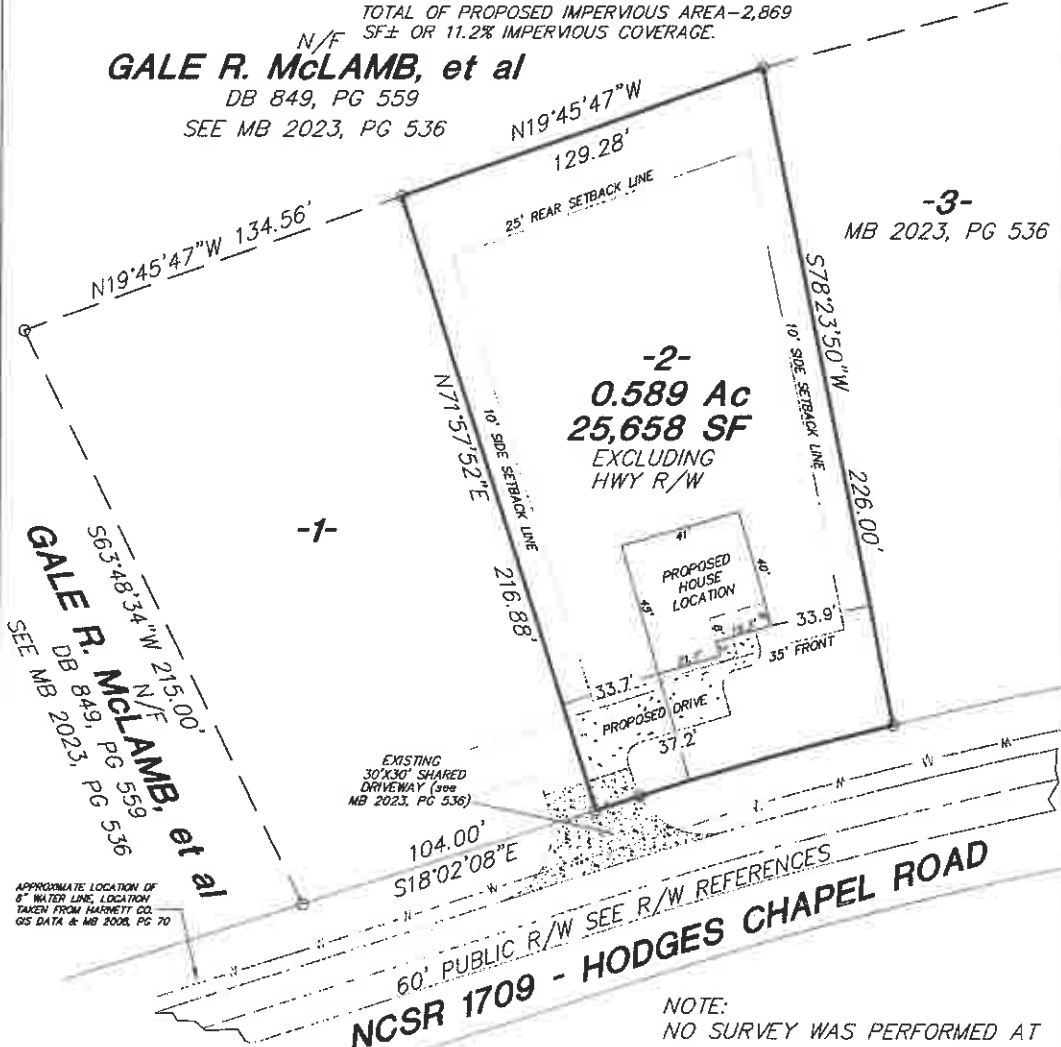 TOTAL OF PROPOSED IMPERVIOUS AREA-2,869
SF± OR 11.2% IMPERVIOUS COVERAGE.
N/F
GALE R. McLAMB, et al
DB 849, PG 559
SEE MB 2023, PG 536
N19°45'47"W
129.28'
25' REAR SETBACK LINE
N19°45'47"W 134.56'
-3-
MB 2023, PG 536
S78°23'50"W
226.00'
10' SIDE SETBACK LINE
-2-
0.589 Ac
25,658 SF
EXCLUDING
HWY R/W
N71°57'52"E
216.88'
10' SIDE SETBACK LINE
-1-
41'
PROPOSED
HOUSE
LOCATION
40'
45'
33.9'
35' FRONT
33.7'
PROPOSED DRIVE
37.2'
S63°48'34"W 215.00'
N/F
GALE R. McLAMB, et al
DB 849, PG 559
SEE MB 2023, PG 536
EXISTING
30'X30' SHARED
DRIVEWAY (see
MB 2023, PG 536)
104.00'
S18°02'08"E
APPROXIMATE LOCATION OF
6" WATER LINE, LOCATION
TAKEN FROM HARNETT CO.
GIS DATA & MB 2008, PG 70
W
W
W
W
W
W
60' PUBLIC R/W SEE R/W REFERENCES
NCSR 1709 - HODGES CHAPEL ROAD
NOTE:
NO SURVEY WAS PERFORMED AT